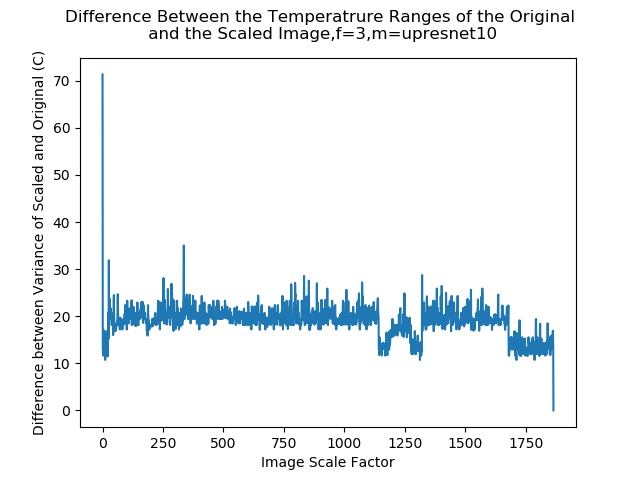 Difference Between the Temperatrure Ranges of the Original
and the Scaled Image,f=3,m=upresnet10
Difference between Variance of Scaled and Original (C)
70
60
50
40
30
20
10
0
0 250 500 750 1000 1250 1500 1750
Image Scale Factor